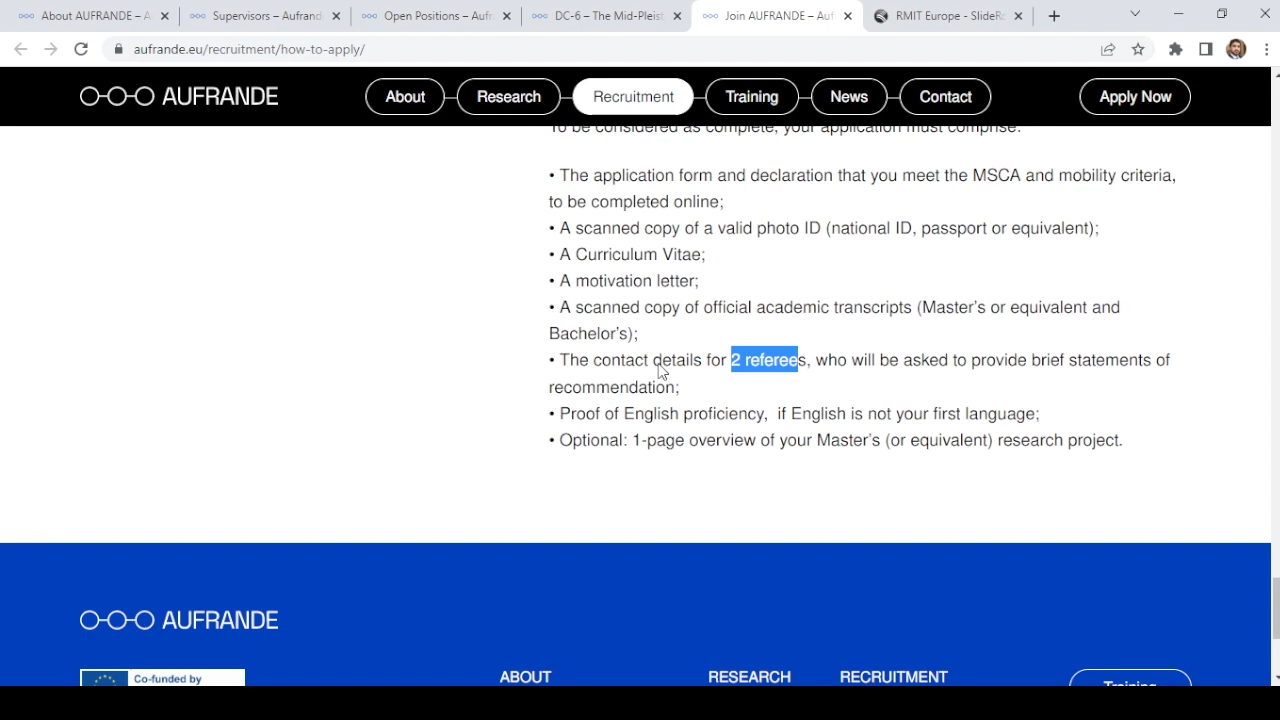 About AUFRANDE – A
Supervisors – Aufrand
Open Positions – Aufr
DC-6 – The Mid-Pleist
Join AUFRANDE – Auf
RMIT Europe - SlideR
aufrande.eu/recruitment/how-to-apply/
AUFRANDE
About
Research
Recruitment
Training
News
Contact
Apply Now
To be considered as complete, your application must comprise:
• The application form and declaration that you meet the MSCA and mobility criteria,
to be completed online;
• A scanned copy of a valid photo ID (national ID, passport or equivalent);
• A Curriculum Vitae;
• A motivation letter;
• A scanned copy of official academic transcripts (Master's or equivalent and
Bachelor's);
• The contact details for 2 referees, who will be asked to provide brief statements of
recommendation;
• Proof of English proficiency,  if English is not your first language;
• Optional: 1-page overview of your Master's (or equivalent) research project.
AUFRANDE
Co-funded by
ABOUT
RESEARCH
RECRUITMENT
Training